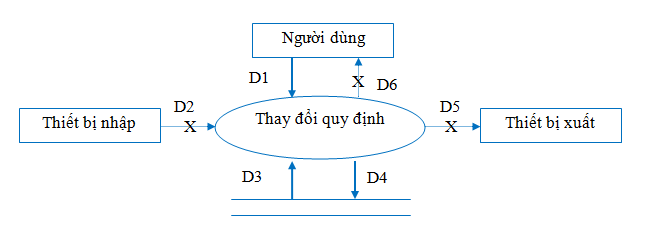 Người dùng
D1
X
D6
D2
D5
Thiết bị nhập
X
Thay đổi quy định
X
Thiết bị xuất
D3
D4